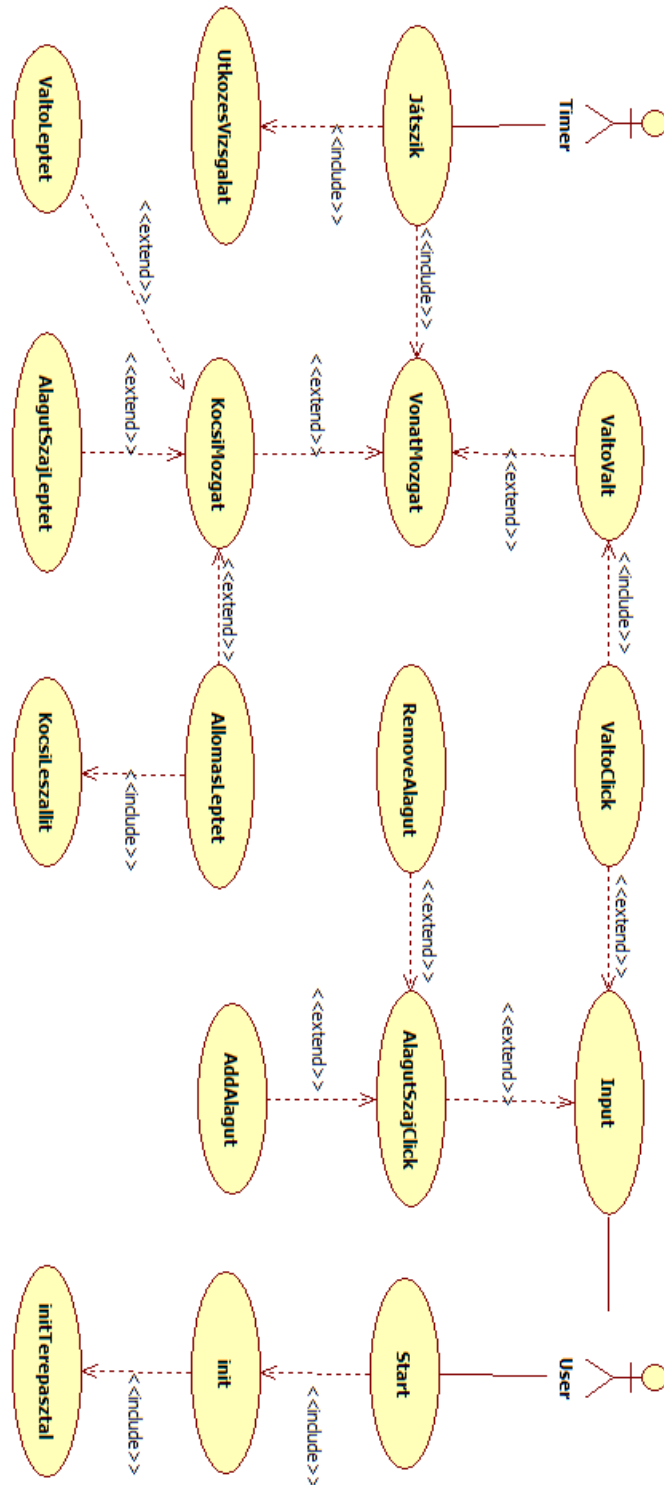 Timer
User
ValtoValt
<<include>>
ValtoClick
<<extend>>
Input
<<extend>>
<<extend>>
Játszik
<<include>>
VonatMozgat
RemoveAlagut
<<extend>>
AlagutSzajClick
Start
<<include>>
<<extend>>
<<extend>>
<<include>>
UtkozesVizsgalat
KocsiMozgat
<<extend>>
AllomasLeptet
AddAlagut
init
<<extend>>
<<extend>>
<<include>>
<<include>>
ValtoLeptet
AlagutSzajLeptet
KocsiLeszallit
initTerepasztal